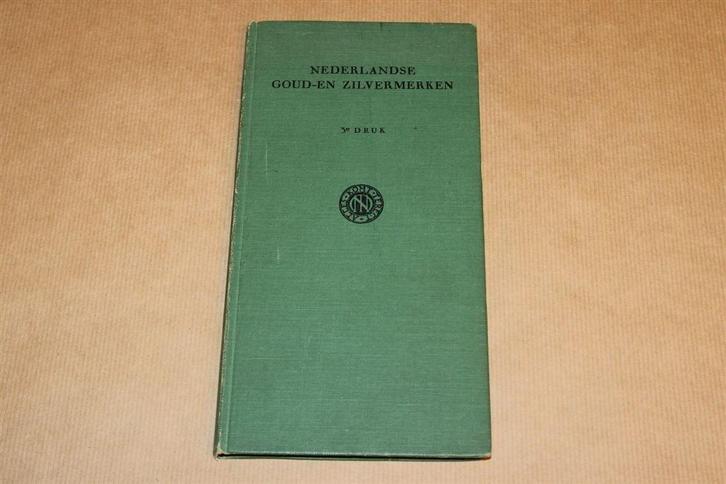 NEDERLANDSE
GOUD-EN ZILVERMERKEN
3e DRUK